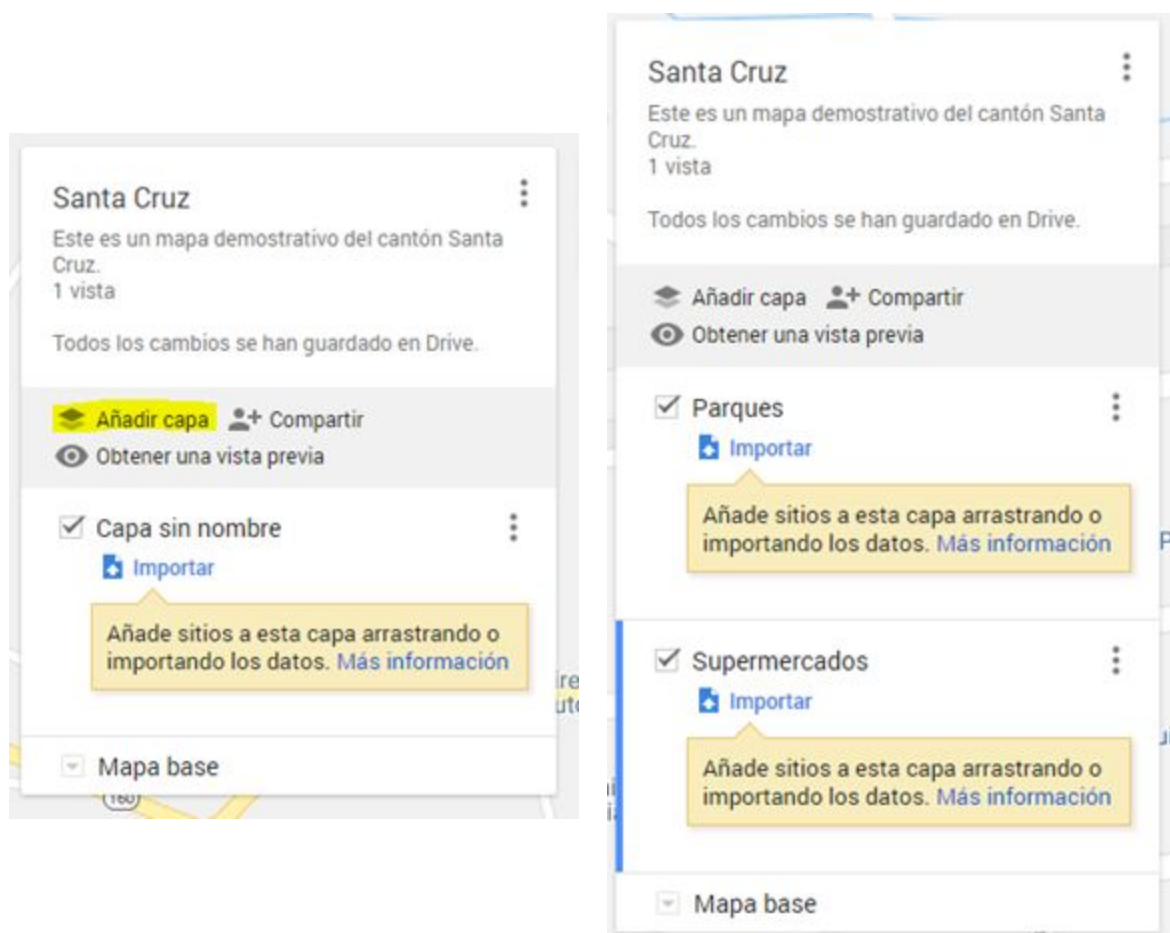 Santa Cruz
Este es un mapa demostrativo del cantón Santa
Cruz.
1 vista
Todos los cambios se han guardado en Drive.
Añadir capa Compartir
Obtener una vista previa
Capa sin nombre
Importar
Añade sitios a esta capa arrastrando o
importando los datos. Más información
Mapa base
160
Santa Cruz
Este es un mapa demostrativo del cantón Santa
Cruz.
1 vista
Todos los cambios se han guardado en Drive.
Añadir capa Compartir
Obtener una vista previa
Parques
Importar
Añade sitios a esta capa arrastrando o
importando los datos. Más información
Supermercados
Importar
Añade sitios a esta capa arrastrando o
importando los datos. Más información
Mapa base